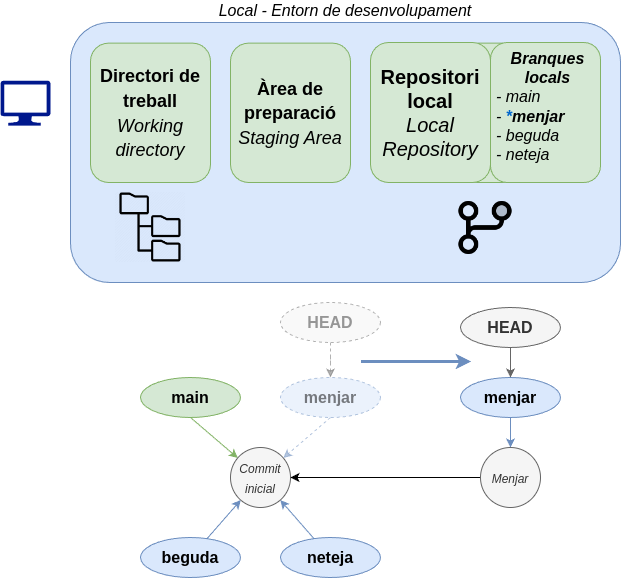 Local - Entorn de desenvolupament
Directori de
treball
Working
directory
Àrea de
preparació
Staging Area
Repositori
local
Local
Repository
Branques
locals
- main
- *menjar
- beguda
- neteja
HEAD
HEAD
main
menjar
menjar
Commit
inicial
Menjar
beguda
neteja